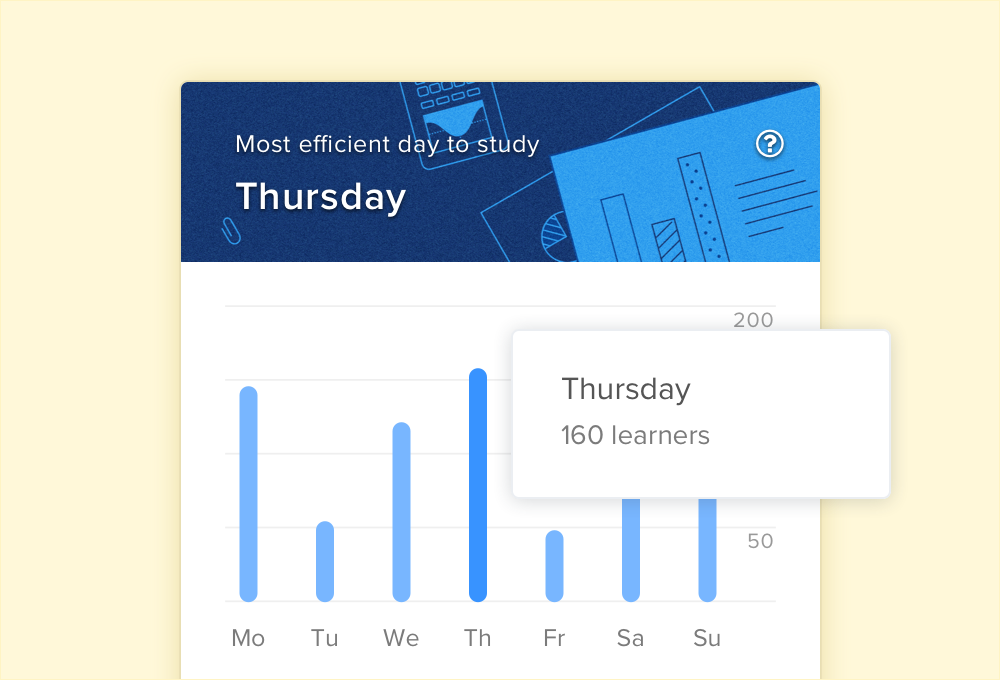 Most efficient day to study
?
Thursday
200
Thursday
160 learners
50
Mo Tu We Th Fr Sa Su